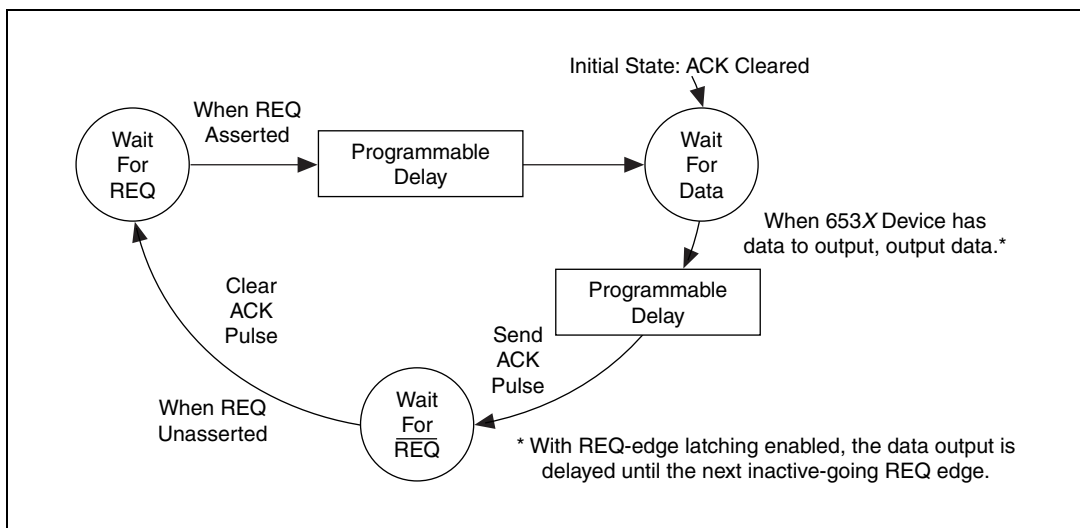 Initial State: ACK Cleared
When REQ
Asserted
Wait
For
REQ
Programmable
Delay
Wait
For
Data
When 653X Device has
data to output, output data.*
Programmable
Delay
Clear
ACK
Pulse
Send
ACK
Pulse
When REQ
Unasserted
Wait
For
R̅E̅Q̅
* With REQ-edge latching enabled, the data output is
delayed until the next inactive-going REQ edge.